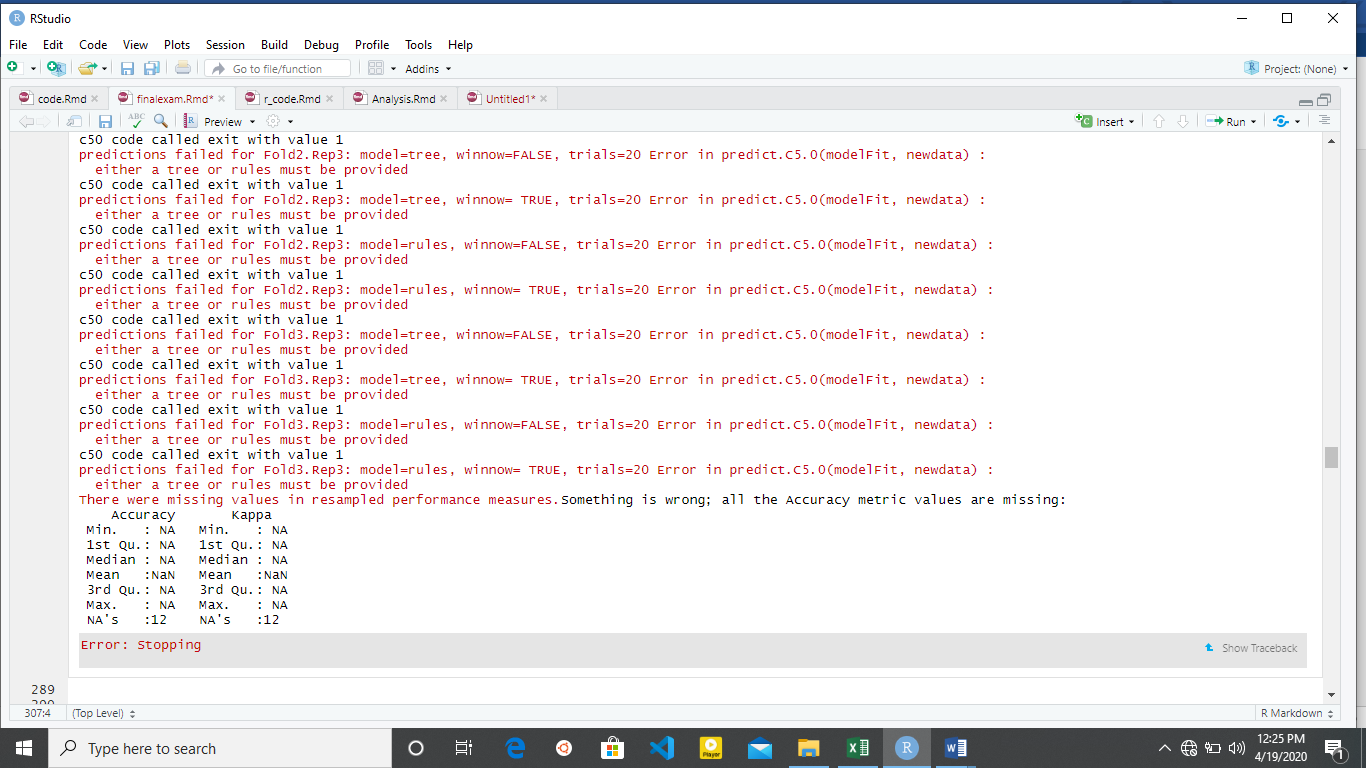 RStudio
File Edit Code View Plots Session Build Debug Profile Tools Help
Go to file/function
Addins
Project: (None)
code.Rmd
finalexam.Rmd*
r_code.Rmd
Analysis.Rmd
Untitled1*
ABC
Preview
Insert
Run
c50 code called exit with value 1
predictions failed for Fold2.Rep3: model=tree, winnow=FALSE, trials=20 Error in predict.C5.0(modelFit, newdata) :
either a tree or rules must be provided
c50 code called exit with value 1
predictions failed for Fold2.Rep3: model=tree, winnow= TRUE, trials=20 Error in predict.C5.0(modelFit, newdata) :
either a tree or rules must be provided
c50 code called exit with value 1
predictions failed for Fold2.Rep3: model=rules, winnow=FALSE, trials=20 Error in predict.C5.0(modelFit, newdata) :
either a tree or rules must be provided
c50 code called exit with value 1
predictions failed for Fold2.Rep3: model=rules, winnow= TRUE, trials=20 Error in predict.C5.0(modelFit, newdata) :
either a tree or rules must be provided
c50 code called exit with value 1
predictions failed for Fold3.Rep3: model=tree, winnow=FALSE, trials=20 Error in predict.C5.0(modelFit, newdata) :
either a tree or rules must be provided
c50 code called exit with value 1
predictions failed for Fold3.Rep3: model=tree, winnow= TRUE, trials=20 Error in predict.C5.0(modelFit, newdata) :
either a tree or rules must be provided
c50 code called exit with value 1
predictions failed for Fold3.Rep3: model=rules, winnow=FALSE, trials=20 Error in predict.C5.0(modelFit, newdata) :
either a tree or rules must be provided
c50 code called exit with value 1
predictions failed for Fold3.Rep3: model=rules, winnow= TRUE, trials=20 Error in predict.C5.0(modelFit, newdata) :
either a tree or rules must be provided
There were missing values in resampled performance measures.Something is wrong; all the Accuracy metric values are missing:
Accuracy Kappa
Min. : NA Min. : NA
1st Qu.: NA 1st Qu.: NA
Median : NA Median : NA
Mean :NaN Mean :NaN
3rd Qu.: NA 3rd Qu.: NA
Max. : NA Max. : NA
NA's :12 NA's :12
Error: Stopping
Show Traceback
289
307:4 (Top Level)
R Markdown
Type here to search
Player
12:25 PM
4/19/2020
1